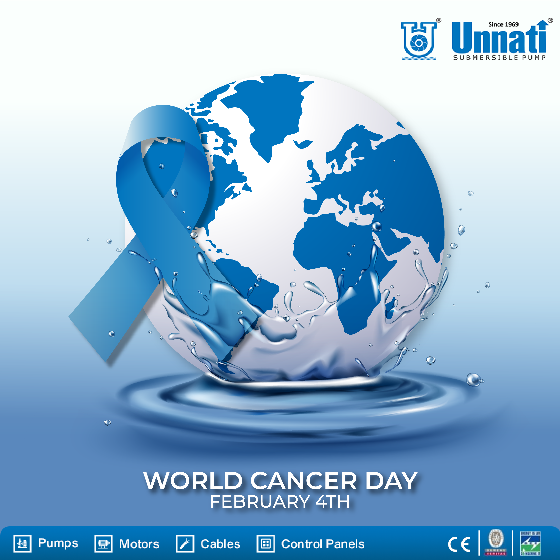 Since 1969
Unnati®
SUBMERSIBLE PUMP
WORLD CANCER DAY
FEBRUARY 4TH
Pumps Motors Cables Control Panels CE